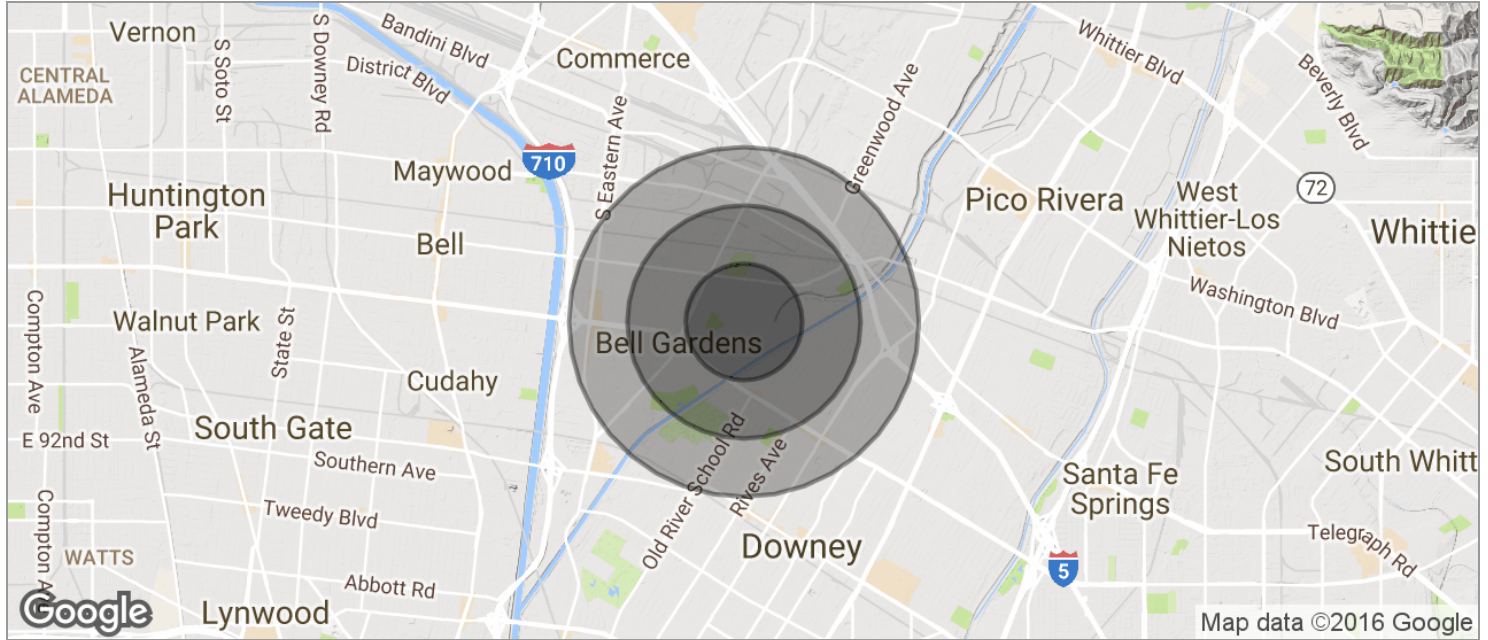 Vernon
CENTRAL
ALAMEDA
S Soto St
S Downey Rd
Bandini Blvd
District Blvd
Commerce
S Eastern Ave
Greenwood Ave
Whittier Blvd
Beverly Blvd
Maywood
710
Huntington
Park
Bell
Pico Rivera
West
Whittier-Los
Nietos
72
Whittie
Washington Blvd
Compton Ave
Walnut Park
State St
Alameda St
Bell Gardens
Cudahy
E 92nd St
South Gate
Southern Ave
Old River School Rd
Rives Ave
Santa Fe
Springs
South Whitt
Compton Av
Tweedy Blvd
WATTS
Downey
5
Telegraph Rd
Abbott Rd
Lynwood
Google
Map data ©2016 Google